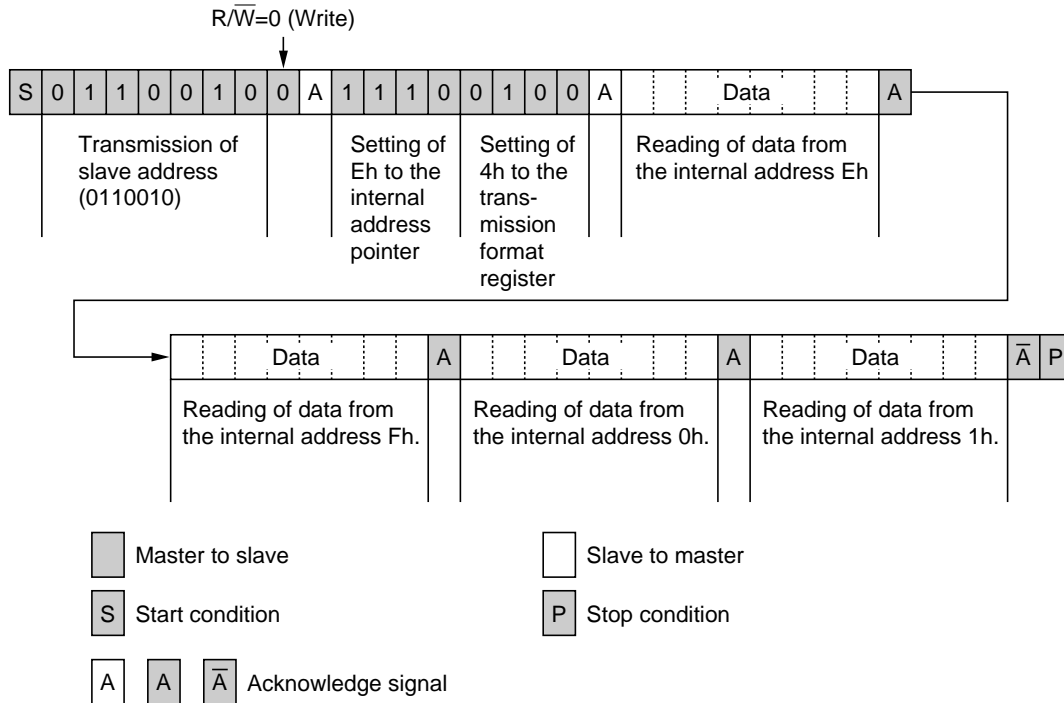 R/W̅=0 (Write)
S 0 1 1 0 0 1 0 0 A 1 1 1 0 0 1 0 0 A Data A
Transmission of
slave address
(0110010)
Setting of
Eh to the
internal
address
pointer
Setting of
4h to the
trans-
mission
format
register
Reading of data from
the internal address Eh
Data A Data A Data A̅ P
Reading of data from
the internal address Fh.
Reading of data from
the internal address 0h.
Reading of data from
the internal address 1h.
Master to slave
Slave to master
S Start condition
P Stop condition
A A A̅ Acknowledge signal